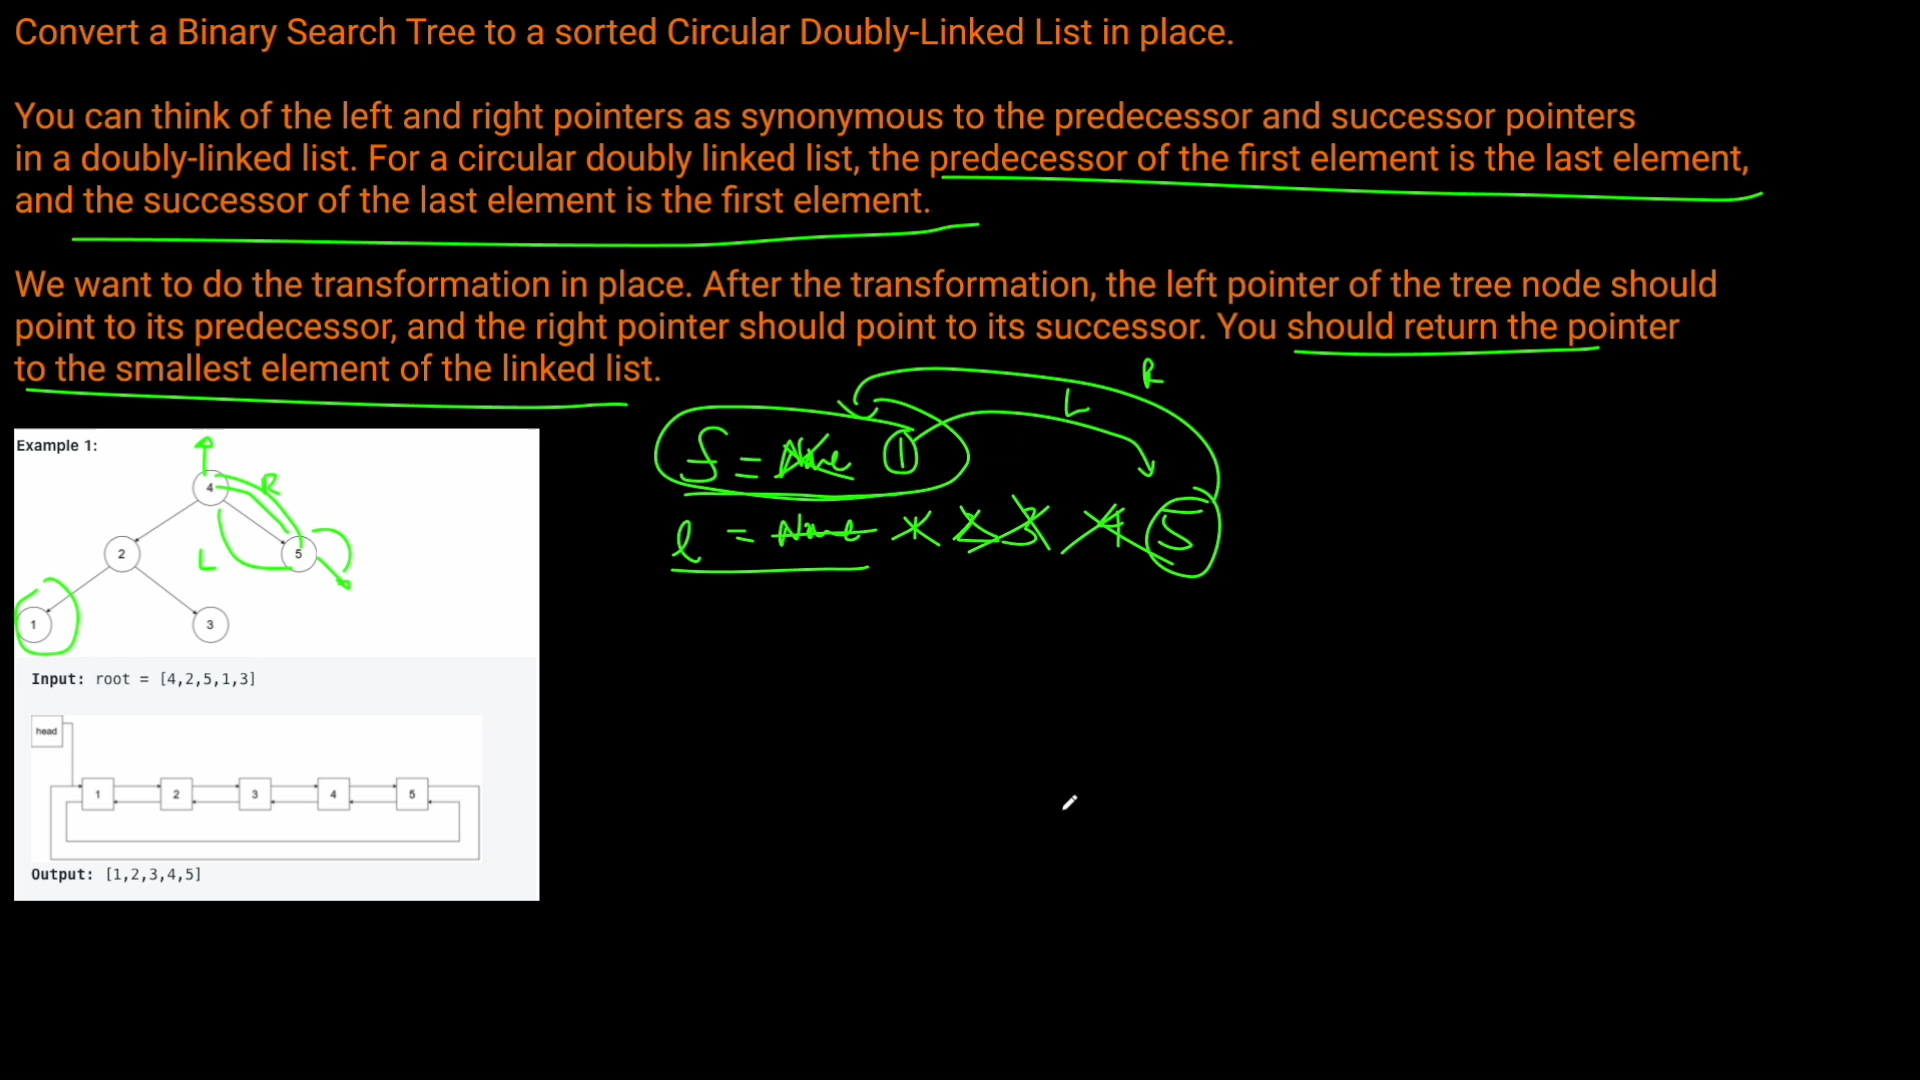 Convert a Binary Search Tree to a sorted Circular Doubly-Linked List in place.
You can think of the left and right pointers as synonymous to the predecessor and successor pointers
in a doubly-linked list. For a circular doubly linked list, the predecessor of the first element is the last element,
and the successor of the last element is the first element.
We want to do the transformation in place. After the transformation, the left pointer of the tree node should
point to its predecessor, and the right pointer should point to its successor. You should return the pointer
to the smallest element of the linked list.
R
L
f = None 1
l = None 1 2 3 4 5
Example 1:
4
R
2
L
5
1
3
Input: root = [4,2,5,1,3]
head
1 2 3 4 5
Output: [1,2,3,4,5]